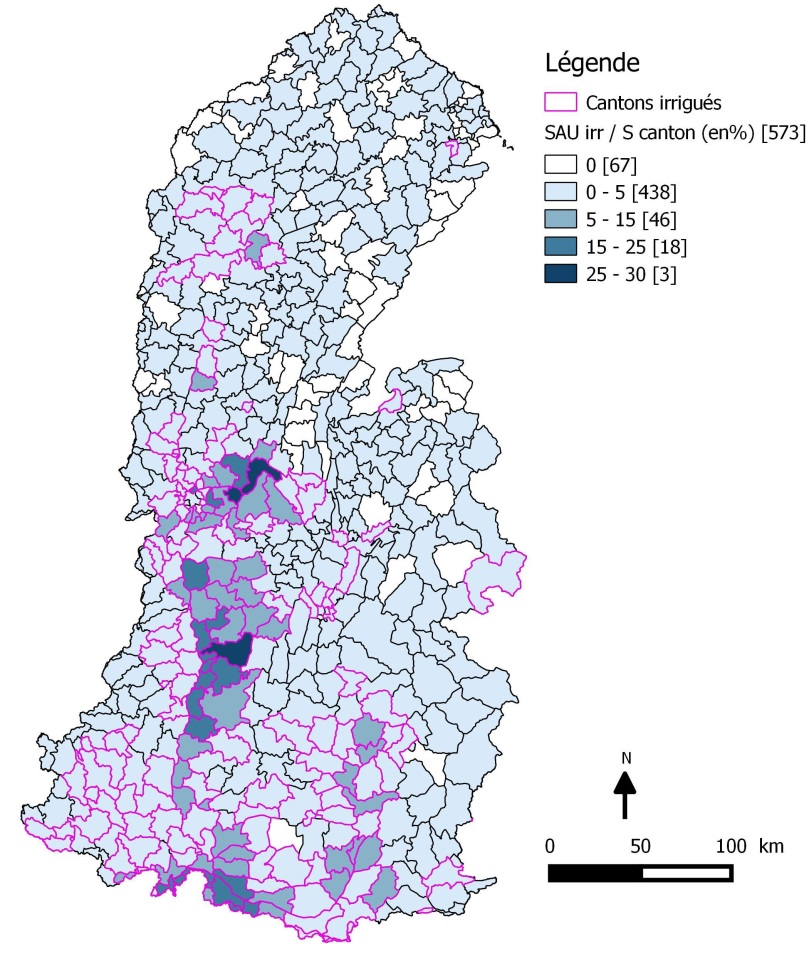 Légende
Cantons irrigués
SAU irr / S canton (en%) [573]
0 [67]
0 - 5 [438]
5 - 15 [46]
15 - 25 [18]
25 - 30 [3]
N
0 50 100 km